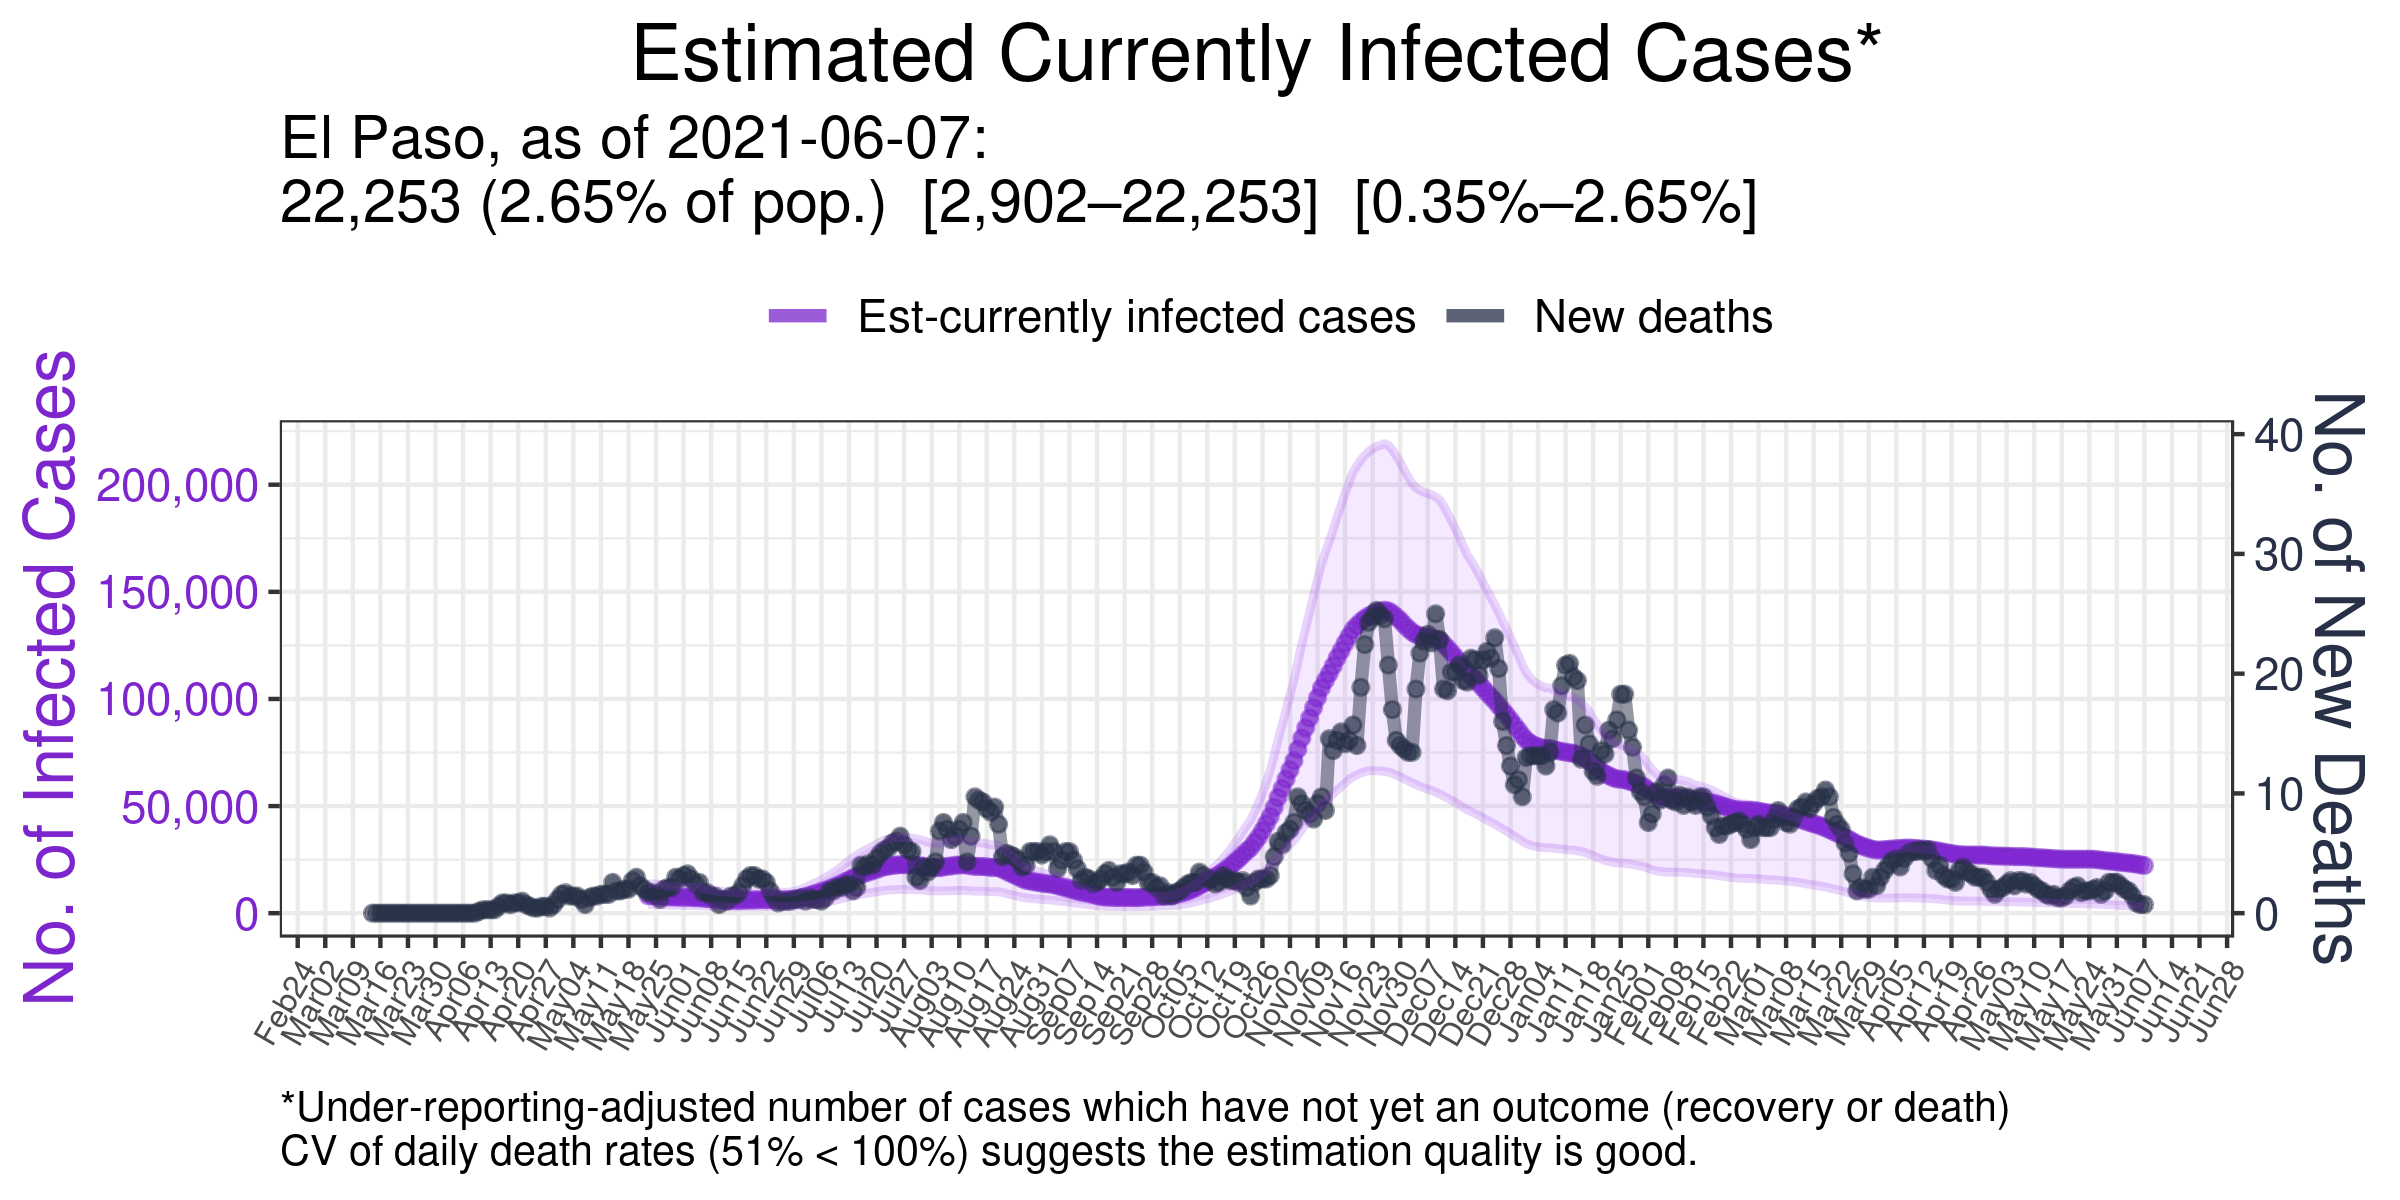 Estimated Currently Infected Cases*
El Paso, as of 2021-06-07:
22,253 (2.65% of pop.) [2,902–22,253] [0.35%–2.65%]
Est-currently infected cases New deaths
No. of Infected Cases
200,000
150,000
100,000
50,000
0
40
30
20
10
0
No. of New Deaths
Feb24 Mar02 Mar09 Mar16 Mar23 Mar30 Apr06 Apr13 Apr20 Apr27 May04 May11 May18 May25 Jun01 Jun08 Jun15 Jun22 Jun29 Jul06 Jul13 Jul20 Jul27 Aug03 Aug10 Aug17 Aug24 Aug31 Sep07 Sep14 Sep21 Sep28 Oct05 Oct12 Oct19 Oct26 Nov02 Nov09 Nov16 Nov23 Nov30 Dec07 Dec14 Dec21 Dec28 Jan04 Jan11 Jan18 Jan25 Feb01 Feb08 Feb15 Feb22 Mar01 Mar08 Mar15 Mar22 Mar29 Apr05 Apr12 Apr19 Apr26 May03 May10 May17 May24 May31 Jun07 Jun14 Jun21 Jun28
*Under-reporting-adjusted number of cases which have not yet an outcome (recovery or death)
CV of daily death rates (51% < 100%) suggests the estimation quality is good.